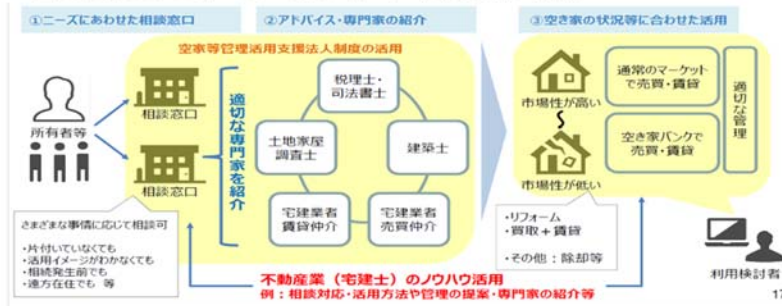 ①ニーズにあわせた相談窓口
②アドバイス・専門家の紹介
③空き家の状況等に合わせた活用
空家等管理活用支援法人制度の活用
所有者等
相談窓口
相談窓口
適切な専門家を紹介
税理士・
司法書士
土地家屋
調査士
建築士
宅建業者
賃貸仲介
宅建業者
売買仲介
市場性が高い
市場性が低い
通常のマーケット
で売買・賃貸
空き家バンクで
売買・賃貸
適切な管理
さまざまな事情に応じて相談可
・片付いていなくても
・活用イメージがわかなくても
・相続発生前でも
・遠方在住でも 等
・リフォーム
・買取+賃貸
・その他：除却等
利用検討者
不動産業（宅建士）のノウハウ活用
例：相談対応・活用方法や管理の提案・専門家の紹介等